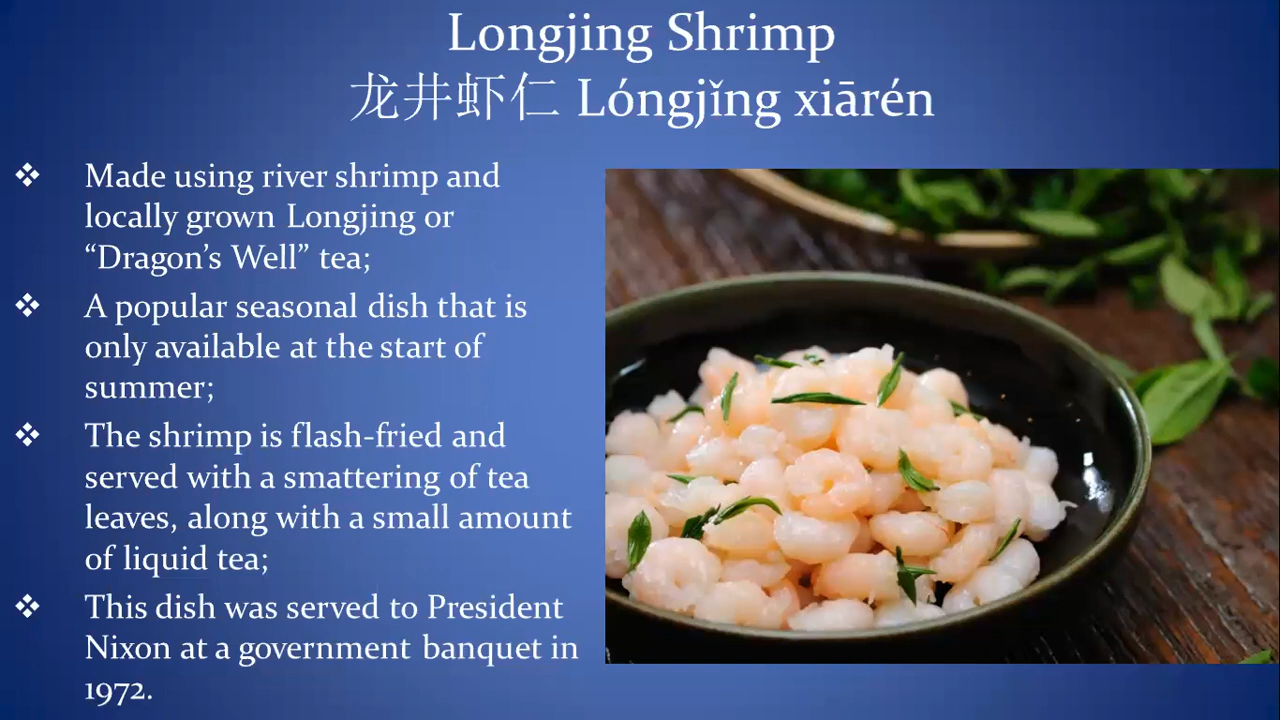 Longjing Shrimp
龙井虾仁 Lóngjǐng xiārén
❖ Made using river shrimp and
locally grown Longjing or
“Dragon’s Well” tea;
❖ A popular seasonal dish that is
only available at the start of
summer;
❖ The shrimp is flash-fried and
served with a smattering of tea
leaves, along with a small amount
of liquid tea;
❖ This dish was served to President
Nixon at a government banquet in
1972.